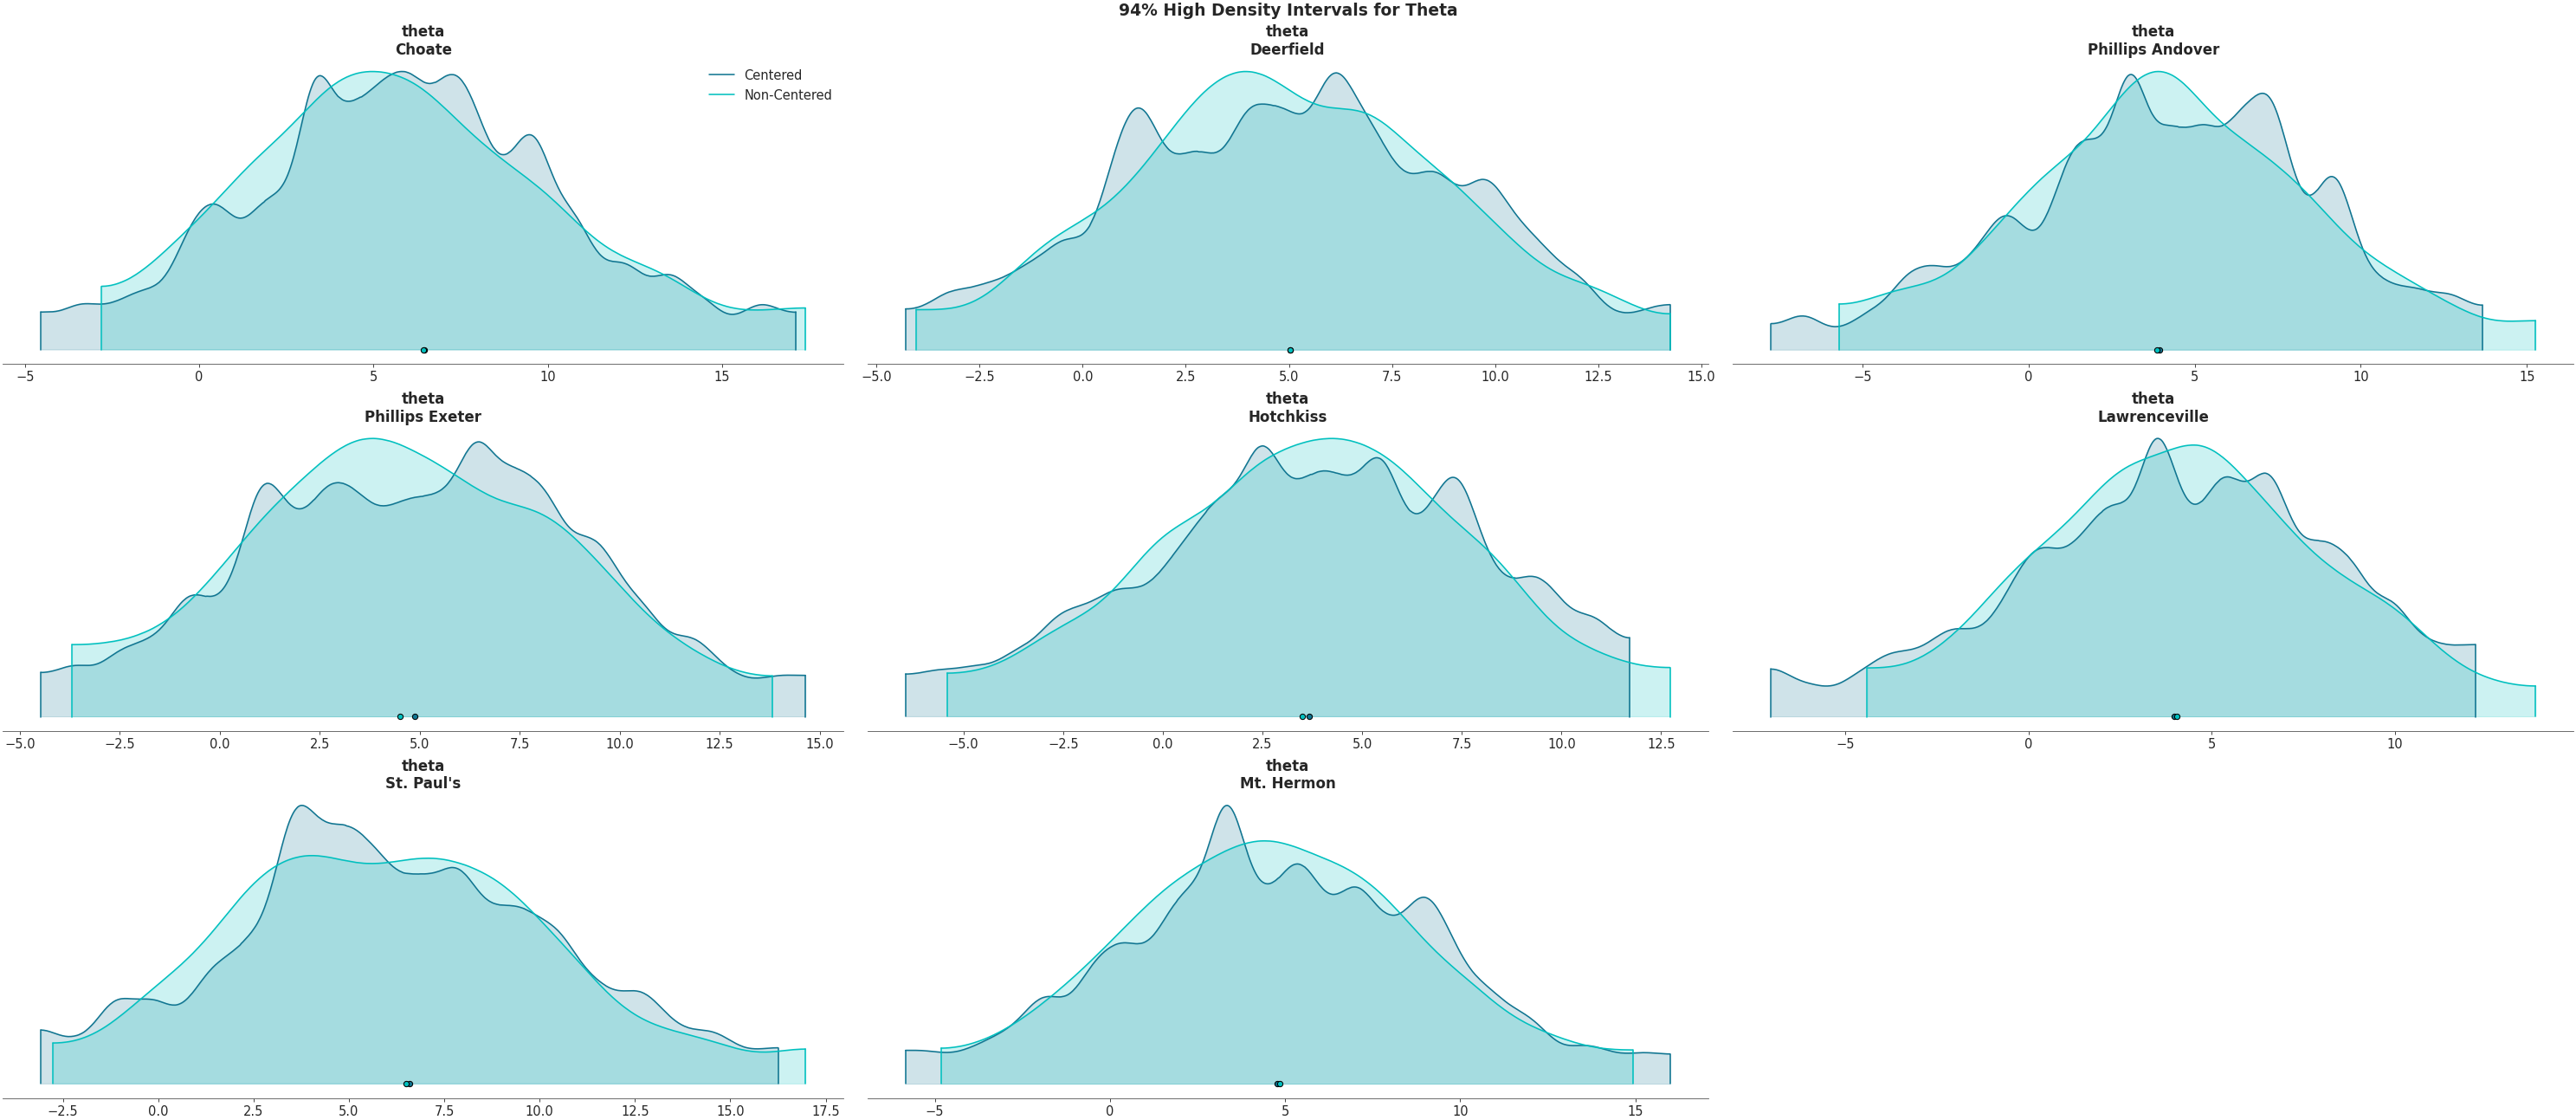 94% High Density Intervals for Theta
theta
Choate
Centered
Non-Centered
−5 0 5 10 15
theta
Deerfield
−5.0 −2.5 0.0 2.5 5.0 7.5 10.0 12.5 15.0
theta
Phillips Andover
−5 0 5 10 15
theta
Phillips Exeter
−5.0 −2.5 0.0 2.5 5.0 7.5 10.0 12.5 15.0
theta
Hotchkiss
−5.0 −2.5 0.0 2.5 5.0 7.5 10.0 12.5
theta
Lawrenceville
−5 0 5 10
theta
St. Paul's
−2.5 0.0 2.5 5.0 7.5 10.0 12.5 15.0 17.5
theta
Mt. Hermon
−5 0 5 10 15